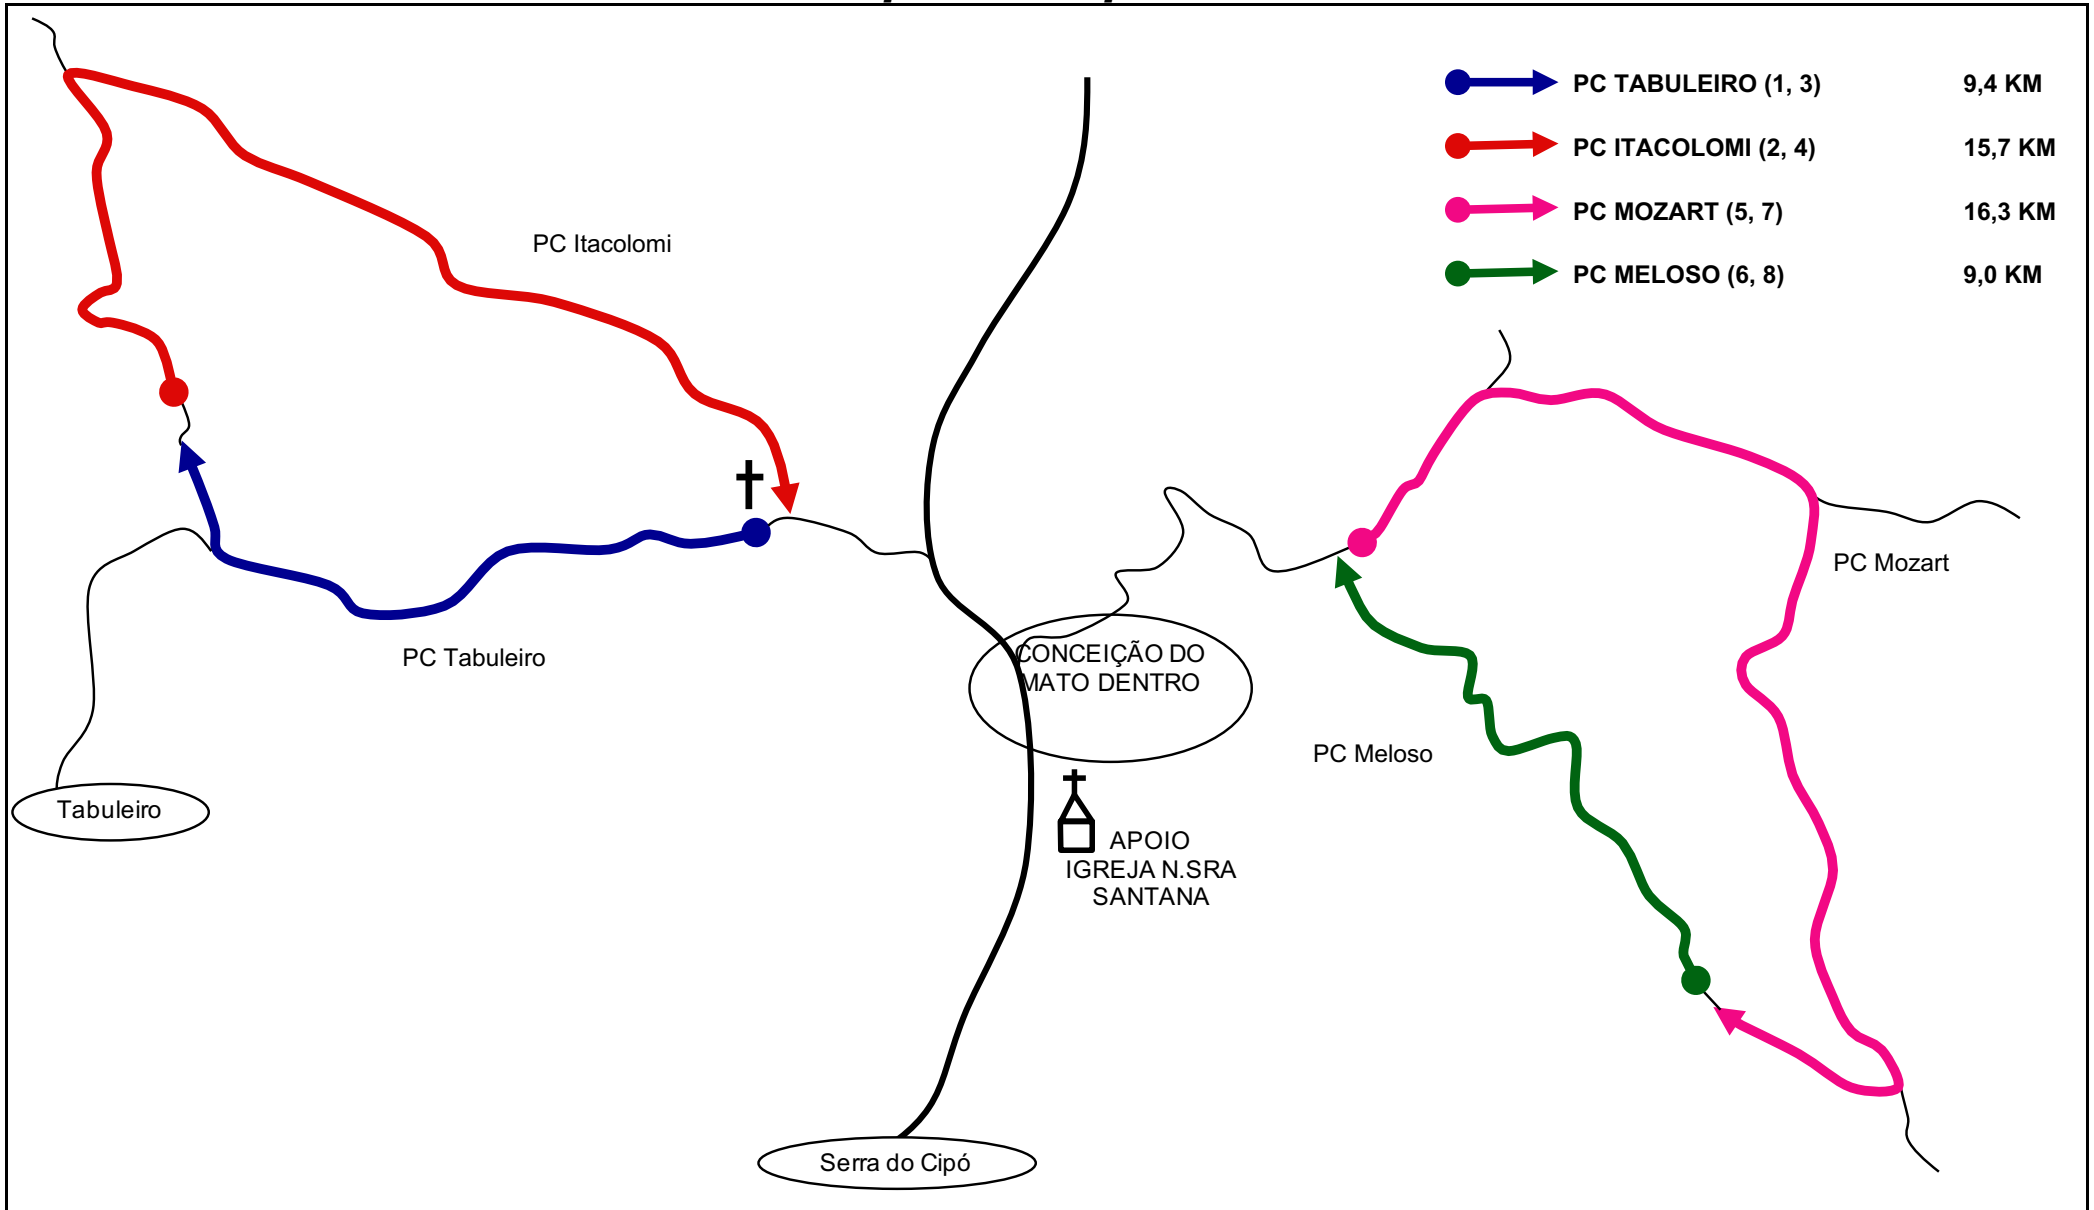 PC TABULEIRO (1, 3) 9,4 KM
PC ITACOLOMI (2, 4) 15,7 KM
PC MOZART (5, 7) 16,3 KM
PC MELOSO (6, 8) 9,0 KM
PC Itacolomi
PC Mozart
PC Tabuleiro
CONCEIÇÃO DO
MATO DENTRO
PC Meloso
Tabuleiro
APOIO
IGREJA N.SRA
SANTANA
Serra do Cipó